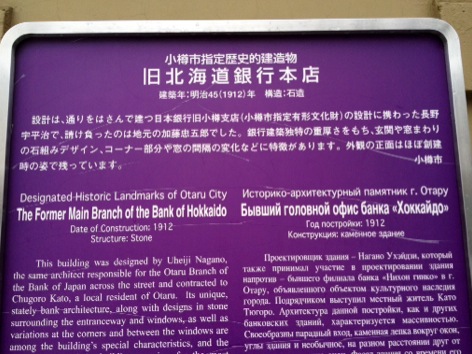 小樽市指定歴史的建造物
旧北海道銀行本店
建築年:明治45(1912)年 構造:石造
設計は、通りをはさんで建つ日本銀行旧小樽支店(小樽市指定有形文化財)の設計に携わった長野
宇平治で、請け負ったのは地元の加藤忠五郎でした。銀行建築独特の重厚さをもち、玄関や窓まわり
の石組みデザイン、コーナー部分や窓の間隔の変化などに特徴があります。外観の正面はほぼ創建
時の姿で残っています。
小樽市
Designated-Historic Landmarks of Otaru City
The Former Main Branch of the Bank of Hokkaido
Date of Construction: 1912
Structure: Stone
This building was designed by Uheiji Nagano,
the same architect responsible for the Otaru Branch of
the Bank of Japan across the street and contracted to
Chugoro Kato, a local resident of Otaru. Its unique,
stately-bank architecture, along with designs in stone
surrounding the entranceway and windows, as well as
variations at the corners and between the windows are
among the building's special characteristics, and the
Историко-архитектурный памятник г. Отару
Бывший головной офис банка «Хоккайдо»
Год постройки: 1912
Конструкция: каменное здание
Проектировщик здания - Нагано Ухэйдзи, который
также принимал участие в проектировании здания
напротив - бывшего филиала банка «Нихон гинко» в г.
Отару, объявленного объектом культурного наследия
города. Подрядчиком выступил местный житель Като
Тюгоро. Архитектура данной постройки, как и других
банковских зданий, характеризуется массивностью.
Своеобразны парадный вход, каменная лепка вокруг окон,
углы здания и необычные, на разном расстоянии друг от